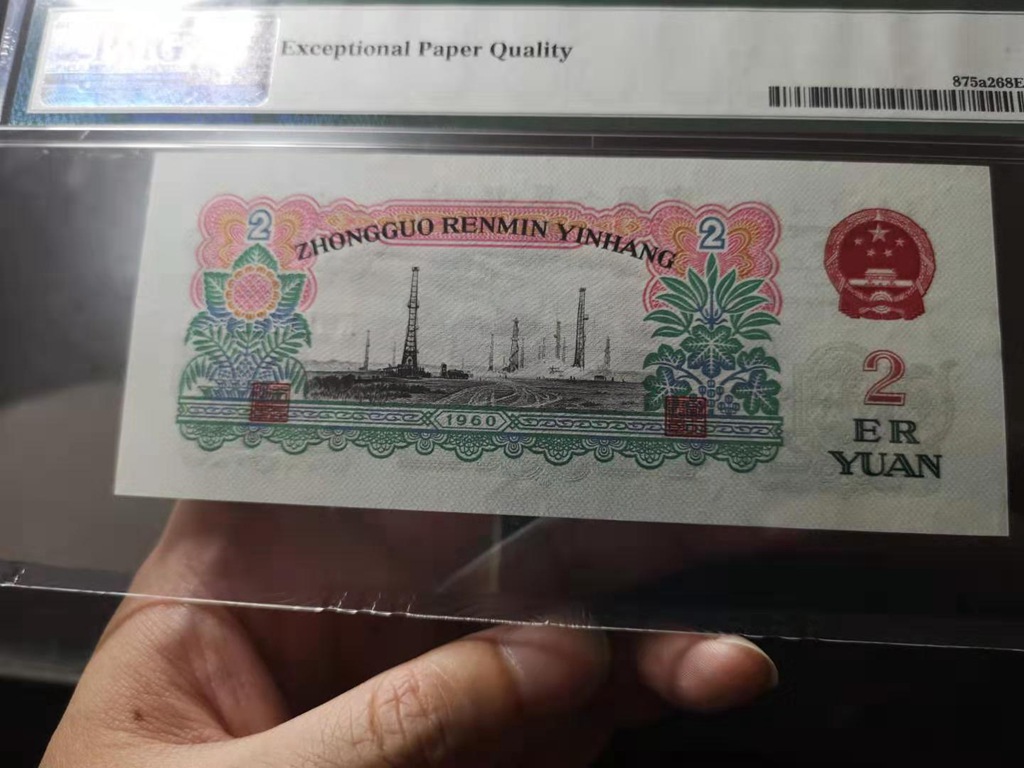 Exceptional Paper Quality
875a268E
2
2
ZHONGGUO RENMIN YINHANG
1960
2
ER
YUAN